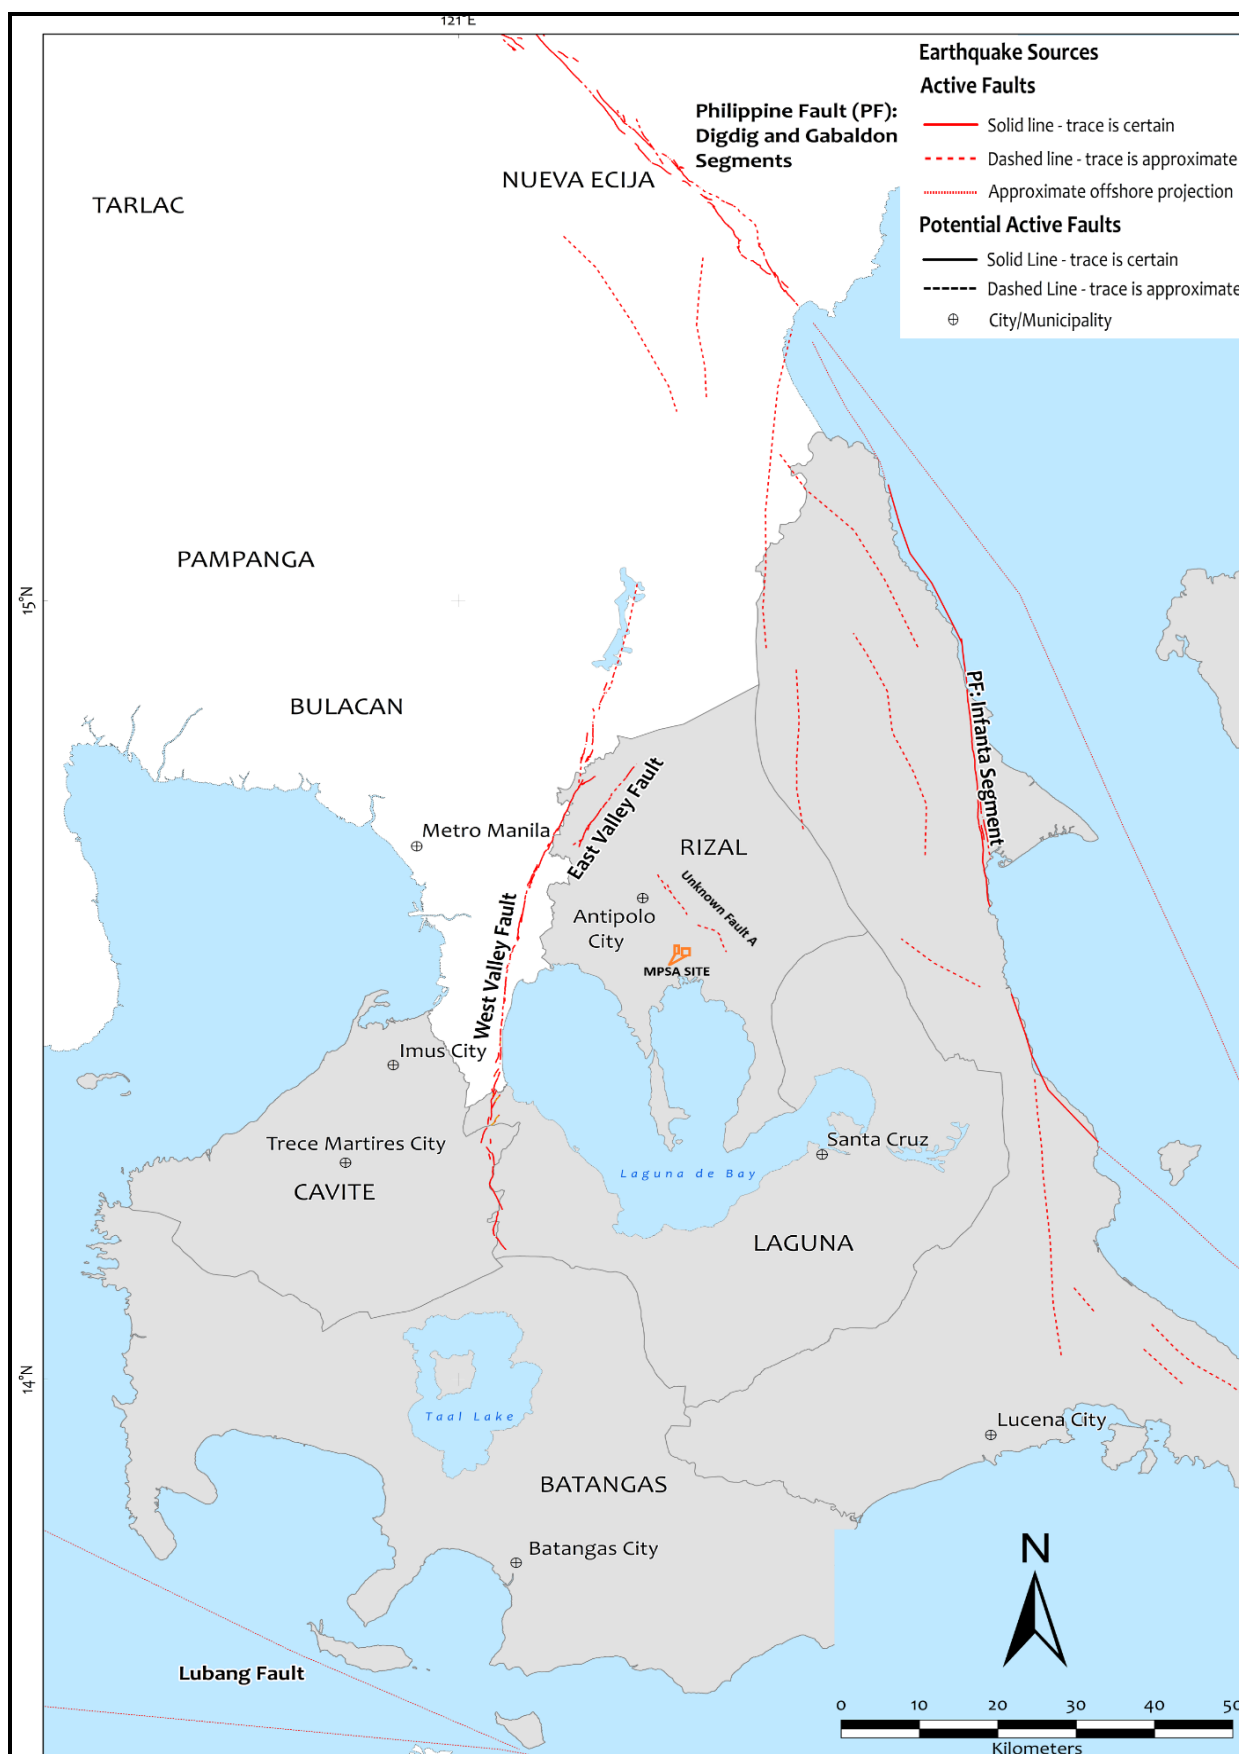 121°E
Earthquake Sources
Active Faults
Solid line - trace is certain
Dashed line - trace is approximate
Approximate offshore projection
Potential Active Faults
Solid Line - trace is certain
Dashed Line - trace is approximate
City/Municipality
Philippine Fault (PF):
Digdig and Gabaldon
Segments
NUEVA ECIJA
TARLAC
PAMPANGA
15°N
BULACAN
PF: Infanta Segment
Metro Manila
East Valley Fault
RIZAL
Unknown Fault A
Antipolo
City
West Valley Fault
MPSA SITE
Imus City
Trece Martires City
CAVITE
Santa Cruz
Laguna de Bay
LAGUNA
14°N
Taal Lake
Lucena City
BATANGAS
Batangas City
N
Lubang Fault
0 10 20 30 40 50
Kilometers